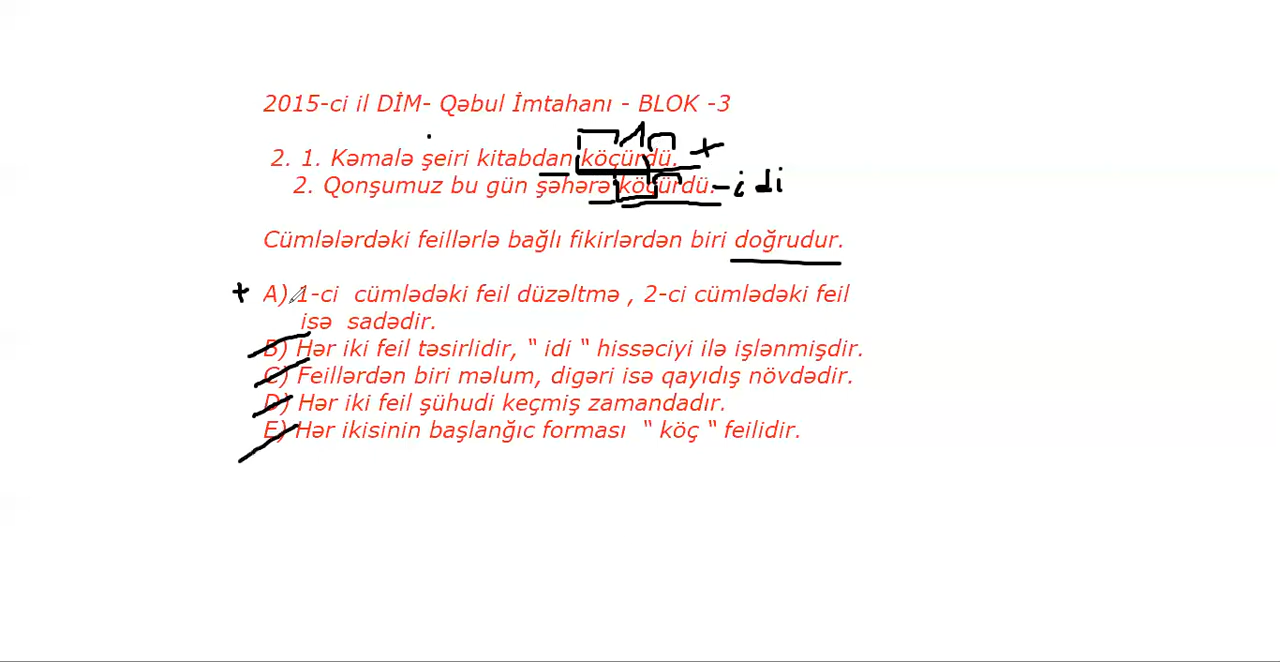 2015-ci il DİM- Qəbul İmtahanı - BLOK -3
2. 1. Kəmalə şeiri kitabdan köçürdü. +
2. Qonşumuz bu gün şəhərə köçürdü. - i di
Cümlələrdəki feillərlə bağlı fikirlərdən biri doğrudur.
+ A) 1-ci cümlədəki feil düzəltmə , 2-ci cümlədəki feil
isə sadədir.
B) Hər iki feil təsirlidir, “ idi “ hissəciyi ilə işlənmişdir.
C) Feillərdən biri məlum, digəri isə qayıdış növdədir.
D) Hər iki feil şühudi keçmiş zamandadır.
E) Hər ikisinin başlanğıc forması “ köç “ feilidir.